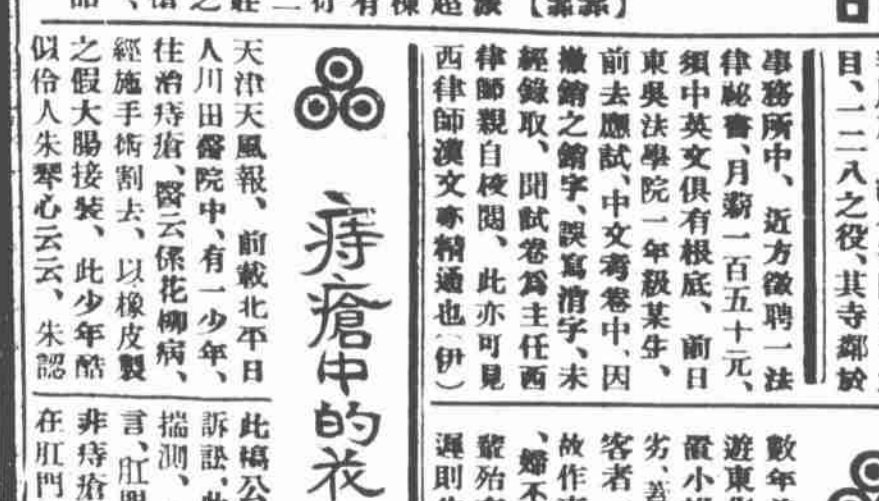 目、一二八之役、其寺鄰於
事務所中、近方徵聘一法
律祕書、月薪一百五十元、
須中英文俱有根底、前日
東吳法學院一年級某生、
前去應試、中文考卷中、因
撤銷之銷字、誤寫消字、未
經錄取、聞試卷爲主任西
律師親自校閱、此亦可見
西律師漢文亦精通也（伊）
數年
遊東
小
劣、
客者
故作
、婦不
殆
遲則
痔瘡中的花
天津天風報、前載北平日
人川田醫院中、有一少年、
往治痔瘡、醫云係花柳病、
經施手術割去、以橡皮製
之假大腸接裝、此少年酷
似伶人朱琴心云云、朱認
此稿公
訴訟、此
揣測、
言、肛門
非痔瘡
在肛門